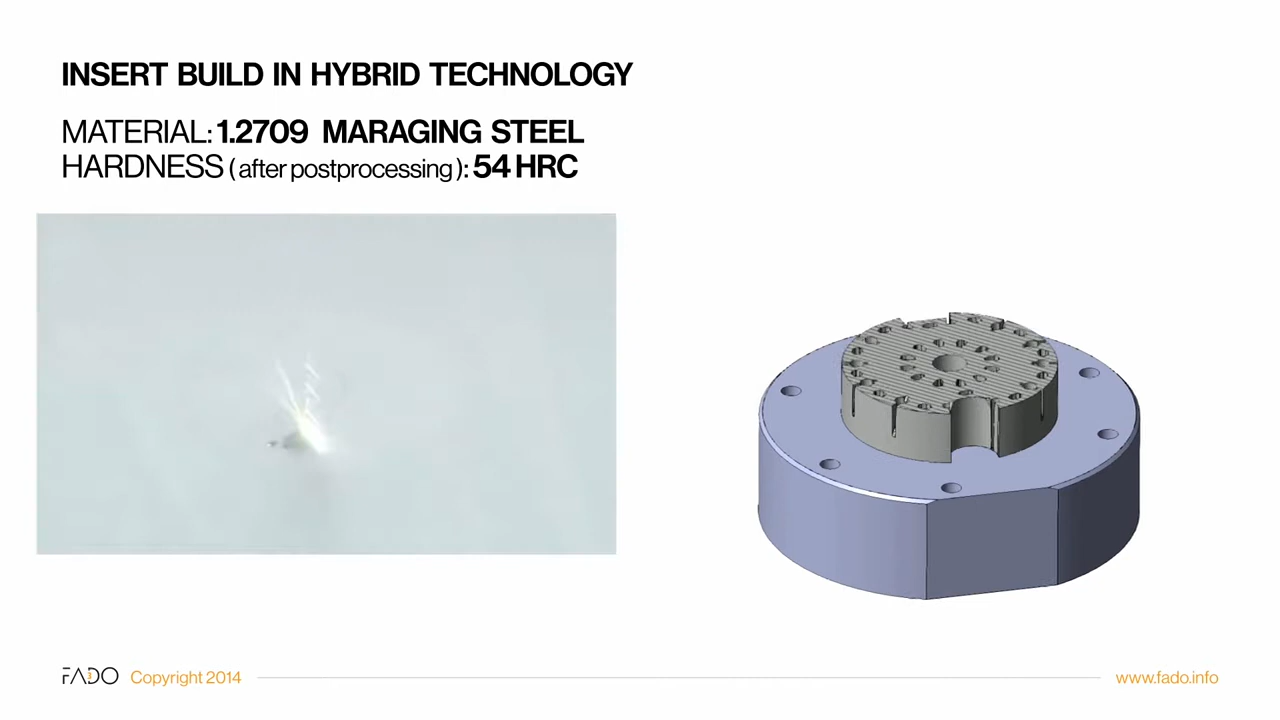 INSERT BUILD IN HYBRID TECHNOLOGY
MATERIAL: 1.2709 MARAGING STEEL
HARDNESS (after postprocessing): 54 HRC
FADO Copyright 2014
www.fado.info